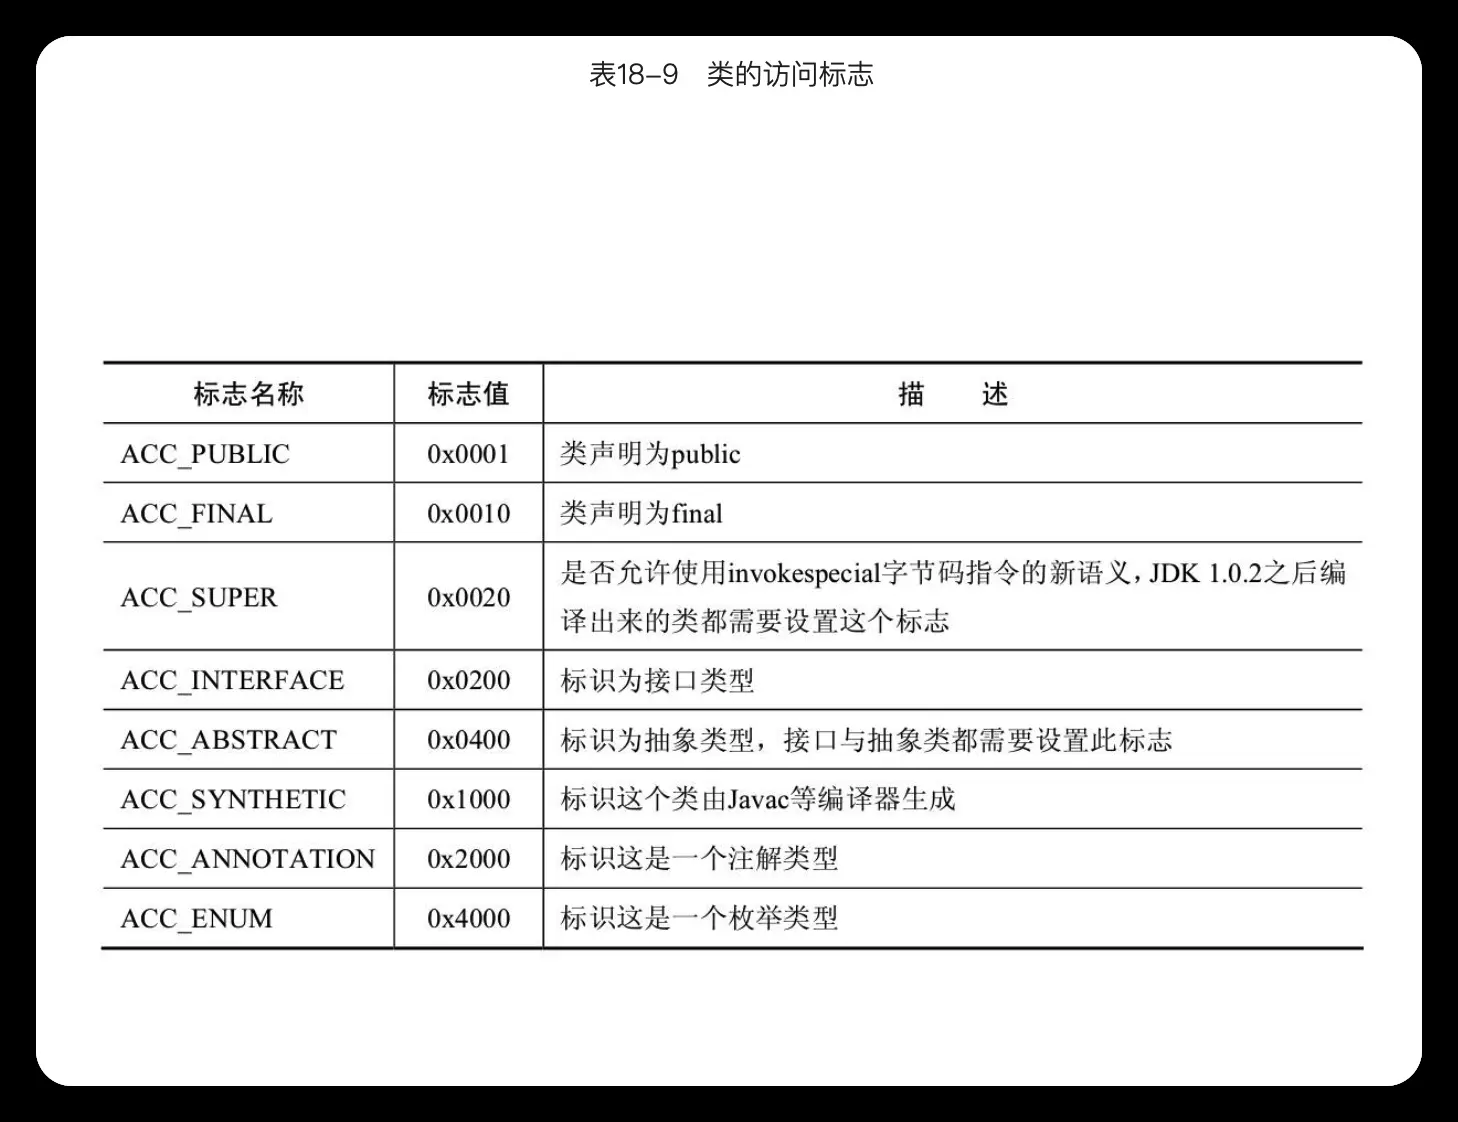 表18-9 类的访问标志
标志名称 标志值 描 述
ACC_PUBLIC 0x0001 类声明为public
ACC_FINAL 0x0010 类声明为final
ACC_SUPER 0x0020 是否允许使用invokespecial字节码指令的新语义，JDK 1.0.2之后编
译出来的类都需要设置这个标志
ACC_INTERFACE 0x0200 标识为接口类型
ACC_ABSTRACT 0x0400 标识为抽象类型，接口与抽象类都需要设置此标志
ACC_SYNTHETIC 0x1000 标识这个类由Javac等编译器生成
ACC_ANNOTATION 0x2000 标识这是一个注解类型
ACC_ENUM 0x4000 标识这是一个枚举类型